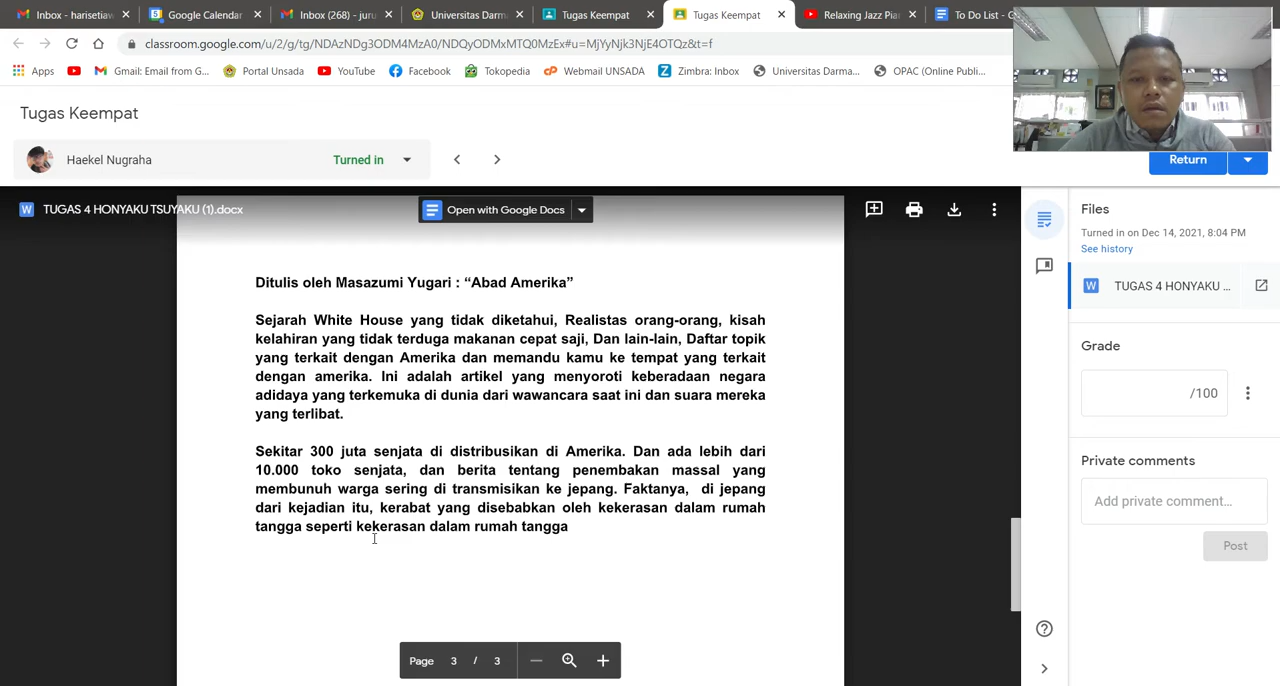 Inbox - harisetiaw
Google Calendar
Inbox (268) - juru
Universitas Darm
Tugas Keempat
Tugas Keempat
Relaxing Jazz Pia
To Do List - G
classroom.google.com/u/2/g/tg/NDAzNDg3ODM4MzA0/NDQyODMxMTQ0MzEx#u=MjYyNjk3NjE4OTQz&t=f
Apps
Gmail: Email from G...
Portal Unsada
YouTube
Facebook
Tokopedia
Webmail UNSADA
Zimbra: Inbox
Universitas Darma...
OPAC (Online Publi...
Tugas Keempat
Haekel Nugraha
Turned in
Return
TUGAS 4 HONYAKU TSUYAKU (1).docx
Open with Google Docs
Ditulis oleh Masazumi Yugari : “Abad Amerika”
Sejarah White House yang tidak diketahui, Realistas orang-orang, kisah
kelahiran yang tidak terduga makanan cepat saji, Dan lain-lain, Daftar topik
yang terkait dengan Amerika dan memandu kamu ke tempat yang terkait
dengan amerika. Ini adalah artikel yang menyoroti keberadaan negara
adidaya yang terkemuka di dunia dari wawancara saat ini dan suara mereka
yang terlibat.
Sekitar 300 juta senjata di distribusikan di Amerika. Dan ada lebih dari
10.000 toko senjata, dan berita tentang penembakan massal yang
membunuh warga sering di transmisikan ke jepang. Faktanya, di jepang
dari kejadian itu, kerabat yang disebabkan oleh kekerasan dalam rumah
tangga seperti kekerasan dalam rumah tangga
Page 3 / 3
Files
Turned in on Dec 14, 2021, 8:04 PM
See history
TUGAS 4 HONYAKU ...
Grade
/100
Private comments
Add private comment…
Post